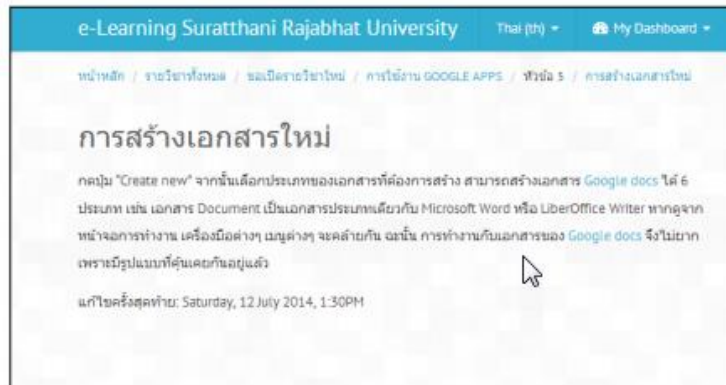 e-Learning Suratthani Rajabhat University Thai (th) My Dashboard
หน้าหลัก / รายวิชาทั้งหมด / ขอเปิดรายวิชาใหม่ / การใช้งาน GOOGLE APPS / หัวข้อ 5 / การสร้างเอกสารใหม่
การสร้างเอกสารใหม่
กดปุ่ม "Create new" จากนั้นเลือกประเภทของเอกสารที่ต้องการสร้าง สามารถสร้างเอกสาร Google docs ได้ 6
ประเภท เช่น เอกสาร Document เป็นเอกสารประเภทเดียวกับ Microsoft Word หรือ LiberOffice Writer หากดูจาก
หน้าจอการทำงาน เครื่องมือต่างๆ เมนูต่างๆ จะคล้ายกัน ฉะนั้น การทำงานกับเอกสารของ Google docs จึงไม่ยาก
เพราะมีรูปแบบที่คุ้นเคยกันอยู่แล้ว
แก้ไขครั้งสุดท้าย: Saturday, 12 July 2014, 1:30PM